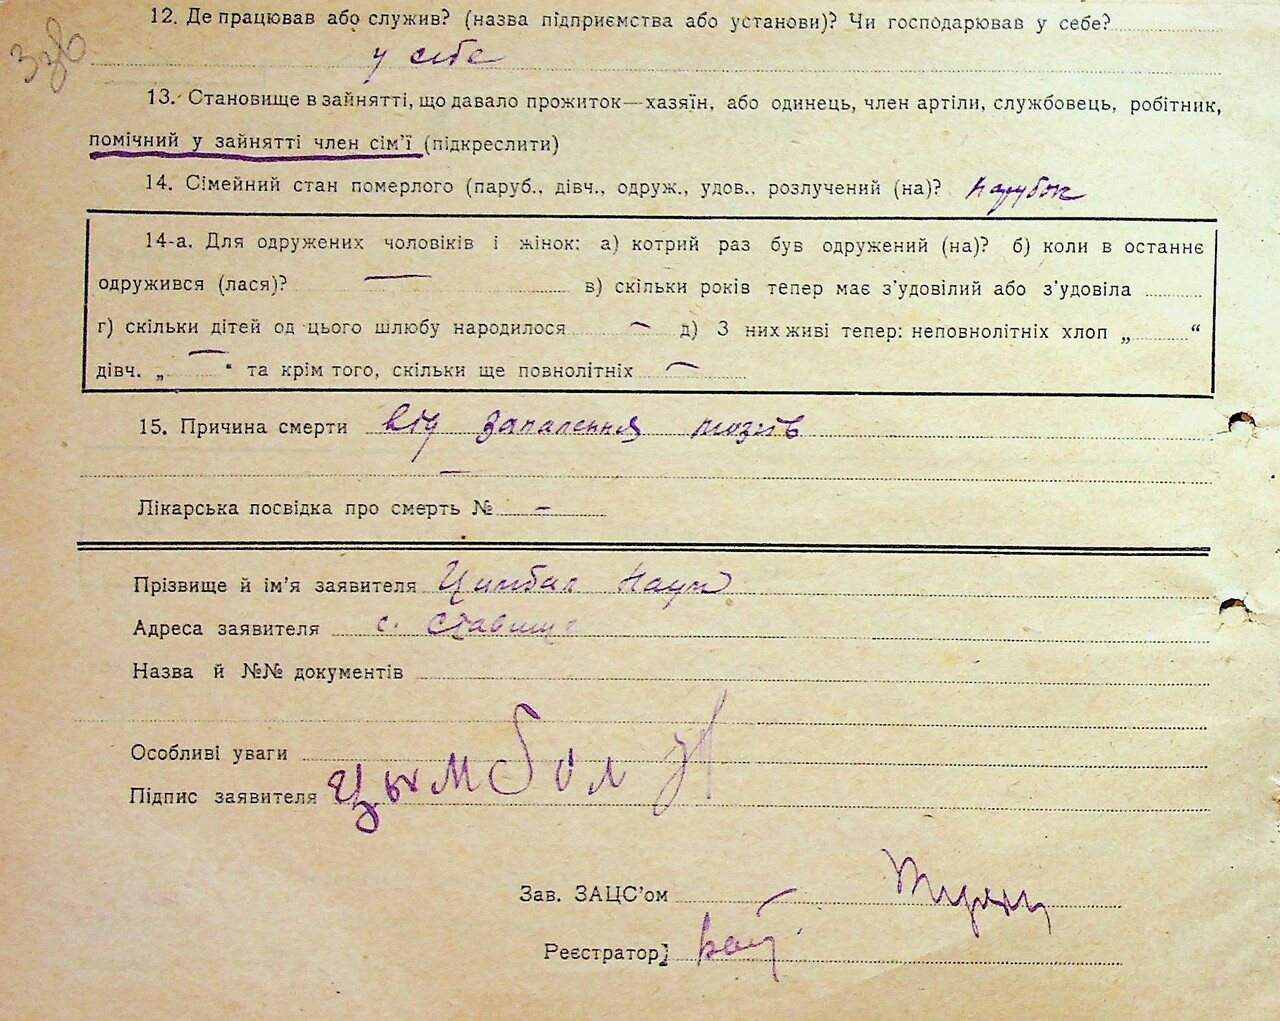 Ззв
12. Де працював або служив? (назва підприємства або установи)? Чи господарював у себе?
у себе
13. Становище в зайнятті, що давало прожиток—хазяїн, або одинець, член артіли, службовець, робітник,
помічний у зайнятті член сім'ї (підкреслити)
14. Сімейний стан померлого (паруб., дівч., одруж., удов., розлучений (на)? парубок
14-а. Для одружених чоловіків і жінок: а) котрий раз був одружений (на)? б) коли в останнє
одружився (лася)? — в) скільки років тепер має з'удовілий або з'удовіла
г) скільки дітей од цього шлюбу народилося — д) З них живі тепер: неповнолітніх хлоп „ “
дівч. „ — “ та крім того, скільки ще повнолітніх —
15. Причина смерти від запалення мозків
—
Лікарська посвідка про смерть № —
Прізвище й ім'я заявителя Цимбал Наум
Адреса заявителя с. Ставище
Назва й №№ документів
Особливі уваги
Підпис заявителя Цымбол
Зав. ЗАЦС'ом
Реєстратор